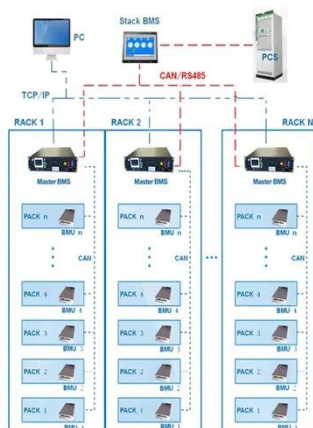 PC
Stack BMS
PCS
CAN/RS485
TCP/IP
RACK 1
RACK 2
RACK N
Master BMS
Master BMS
Master BMS
PACK n
BMU n
PACK n
BMU n
PACK n
BMU n
CAN
CAN
CAN
...
PACK 4
BMU 4
PACK 4
BMU 4
PACK 4
BMU 4
PACK 3
BMU 3
PACK 3
BMU 3
PACK 3
BMU 3
PACK 2
BMU 2
PACK 2
BMU 2
PACK 2
BMU 2
PACK 1
PACK 1
PACK 1